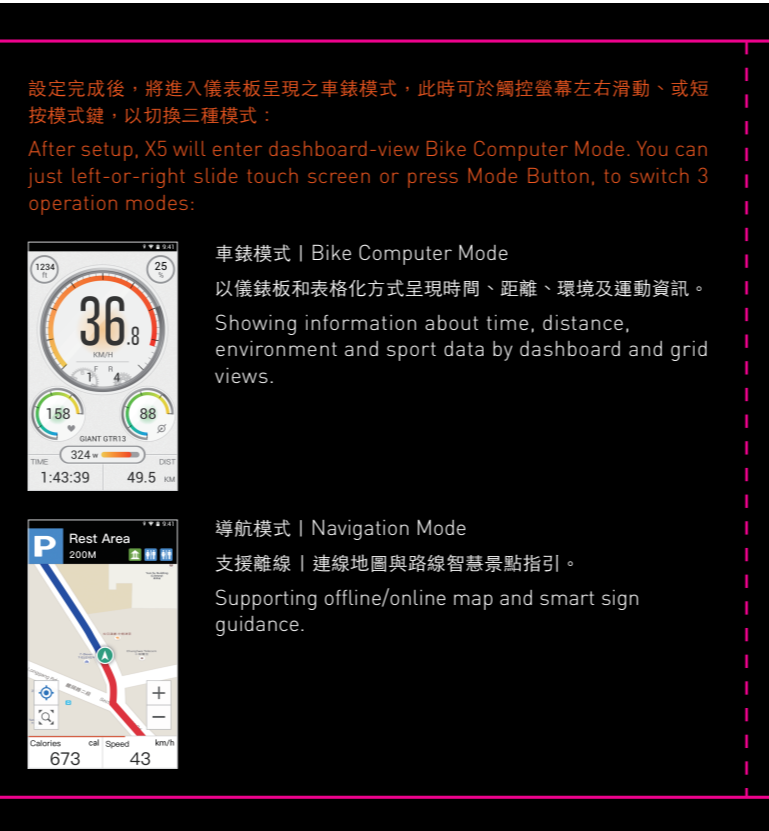 設定完成後，將進入儀表板呈現之車錶模式，此時可於觸控螢幕左右滑動、或短
按模式鍵，以切換三種模式：
After setup, X5 will enter dashboard-view Bike Computer Mode. You can
just left-or-right slide touch screen or press Mode Button, to switch 3
operation modes:
9:41
1234
ft
25
%
36.8
KM/H
F R
1 4
158
88
GIANT GTR13
324 w
TIME
DIST
1:43:39
49.5 KM
車錶模式 | Bike Computer Mode
以儀錶板和表格化方式呈現時間、距離、環境及運動資訊。
Showing information about time, distance,
environment and sport data by dashboard and grid
views.
9:41
P
Rest Area
200M
Calories cal
673
Speed km/h
43
導航模式 | Navigation Mode
支援離線 | 連線地圖與路線智慧景點指引。
Supporting offline/online map and smart sign
guidance.